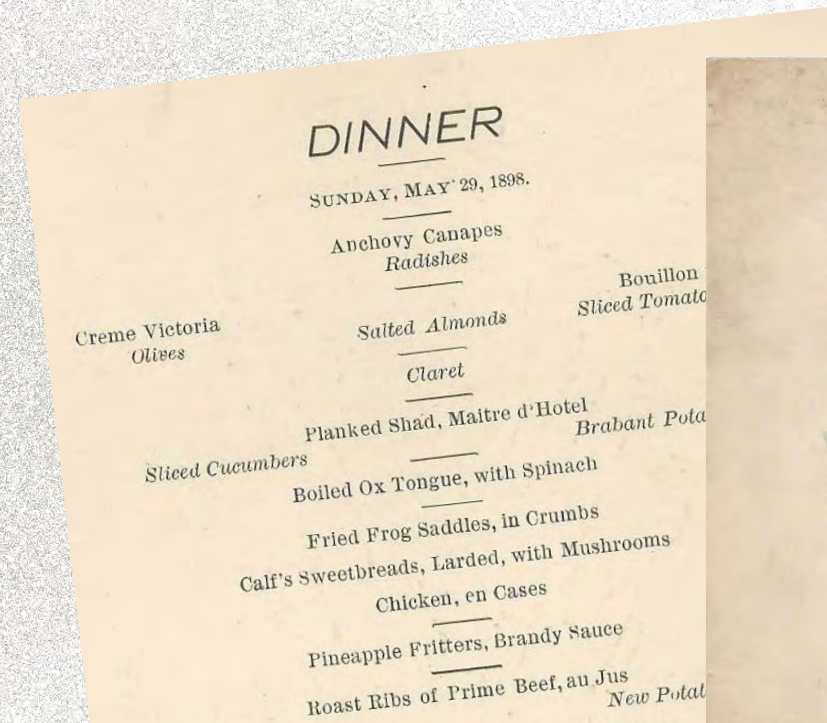 DINNER
SUNDAY, MAY 29, 1898.
Anchovy Canapes
Radishes
Bouillon
Sliced
Creme Victoria
Salted Almonds
Olives
Claret
Planked Shad, Maitre d'Hotel
Brabant
Sliced Cucumbers
Boiled Ox Tongue, with Spinach
Fried Frog Saddles, in Crumbs
Calf's Sweetbreads, Larded, with Mushrooms
Chicken, en Cases
Pineapple Fritters, Brandy Sauce
Roast Ribs of Prime Beef, au Jus
New